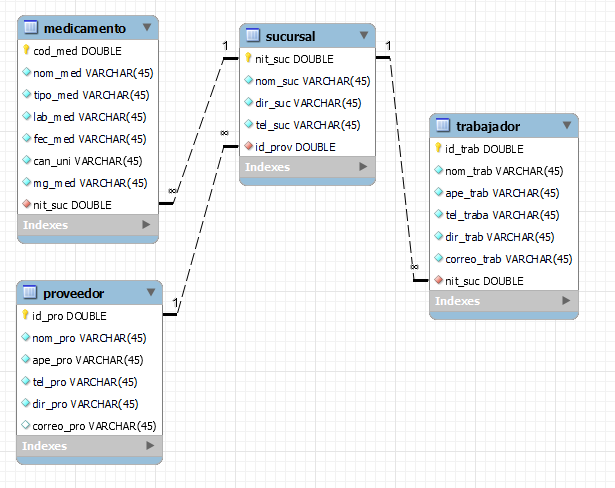 medicamento
cod_med DOUBLE
nom_med VARCHAR(45)
tipo_med VARCHAR(45)
lab_med VARCHAR(45)
fec_med VARCHAR(45)
can_uni VARCHAR(45)
mg_med VARCHAR(45)
nit_suc DOUBLE
Indexes
1
∞
sucursal
nit_suc DOUBLE
nom_suc VARCHAR(45)
dir_suc VARCHAR(45)
tel_suc VARCHAR(45)
id_prov DOUBLE
Indexes
∞
1
1
∞
trabajador
id_trab DOUBLE
nom_trab VARCHAR(45)
ape_trab VARCHAR(45)
tel_traba VARCHAR(45)
dir_trab VARCHAR(45)
correo_trab VARCHAR(45)
nit_suc DOUBLE
Indexes
proveedor
id_pro DOUBLE
nom_pro VARCHAR(45)
ape_pro VARCHAR(45)
tel_pro VARCHAR(45)
dir_pro VARCHAR(45)
correo_pro VARCHAR(45)
Indexes